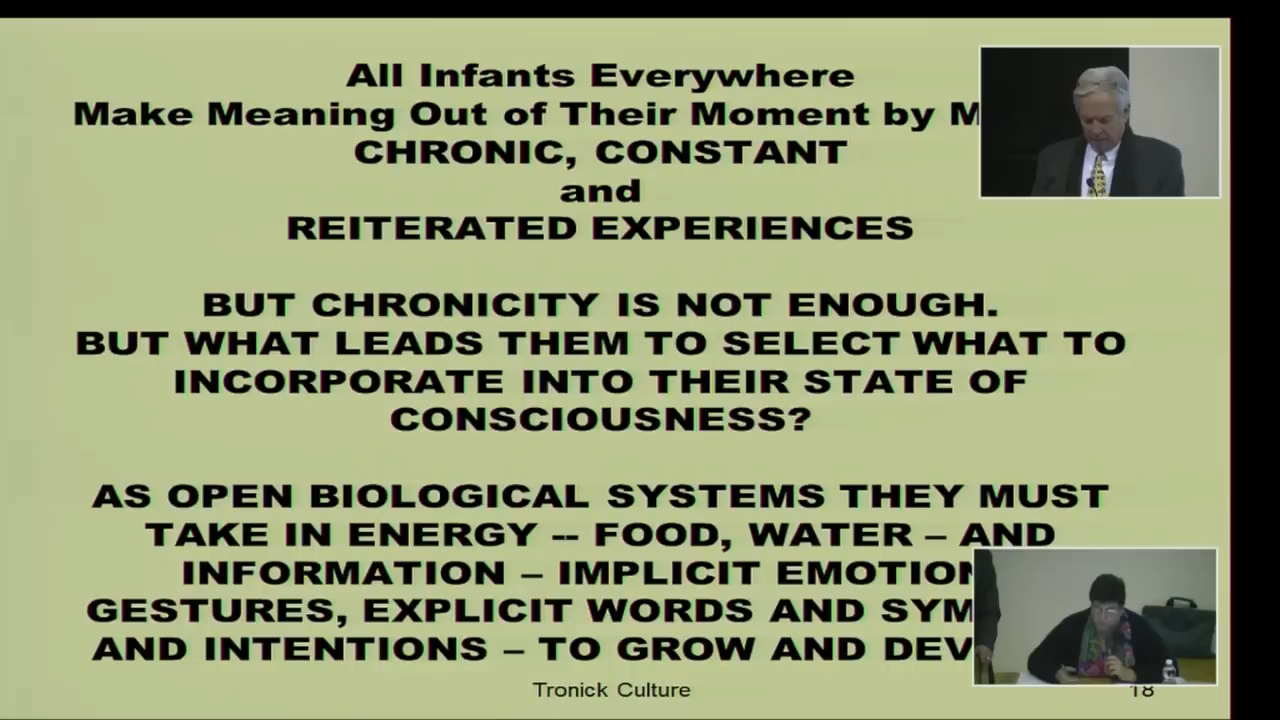 All Infants Everywhere
Make Meaning Out of Their Moment by
CHRONIC, CONSTANT
and
REITERATED EXPERIENCES
BUT CHRONICITY IS NOT ENOUGH.
BUT WHAT LEADS THEM TO SELECT WHAT TO
INCORPORATE INTO THEIR STATE OF
CONSCIOUSNESS?
AS OPEN BIOLOGICAL SYSTEMS THEY MUST
TAKE IN ENERGY -- FOOD, WATER – AND
INFORMATION – IMPLICIT
GESTURES, EXPLICIT WORDS AND
AND INTENTIONS – TO GROW AND
Tronick Culture
18